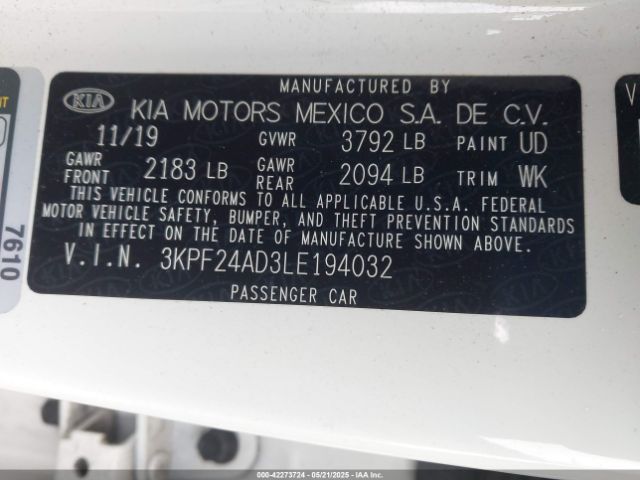 MANUFACTURED BY
KIA KIA MOTORS MEXICO S.A. DE C.V.
11/19 GVWR 3792 LB PAINT UD
GAWR FRONT 2183 LB GAWR REAR 2094 LB TRIM WK
THIS VEHICLE CONFORMS TO ALL APPLICABLE U.S.A. FEDERAL
MOTOR VEHICLE SAFETY, BUMPER, AND THEFT PREVENTION STANDARDS
IN EFFECT ON THE DATE OF MANUFACTURE SHOWN ABOVE.
V.I.N. 3KPF24AD3LE194032
PASSENGER CAR
7610
V
000-42273724 - 05/21/2025 - IAAI.COM